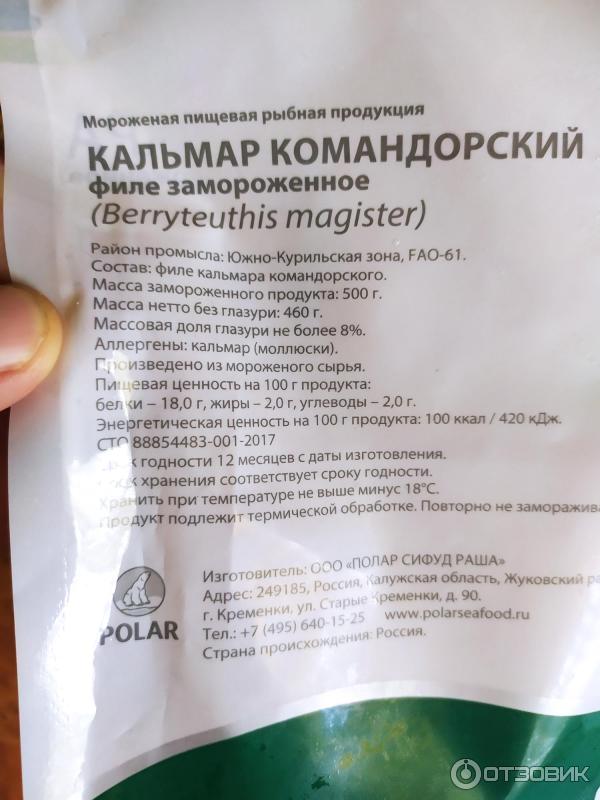 Мороженая пищевая рыбная продукция
КАЛЬМАР КОМАНДОРСКИЙ
филе замороженное
(Berryteuthis magister)
Район промысла: Южно-Курильская зона, FAO-61.
Состав: филе кальмара командорского.
Масса замороженного продукта: 500 г.
Масса нетто без глазури: 460 г.
Массовая доля глазури не более 8%.
Аллергены: кальмар (моллюски).
Произведено из мороженого сырья.
Пищевая ценность на 100 г продукта:
белки – 18,0 г, жиры – 2,0 г, углеводы – 2,0 г.
Энергетическая ценность на 100 г продукта: 100 ккал / 420 кДж.
СТО 88854483-001-2017
Срок годности 12 месяцев с даты изготовления.
Срок хранения соответствует сроку годности.
Хранить при температуре не выше минус 18°С.
Продукт подлежит термической обработке. Повторно не заморажива
Изготовитель: ООО «ПОЛАР СИФУД РАША»
Адрес: 249185, Россия, Калужская область, Жуковский ра
г. Кременки, ул. Старые Кременки, д. 90.
Тел.: +7 (495) 640-15-25 www.polarseafood.ru
Страна происхождения: Россия.
POLAR
ОТЗОВИК